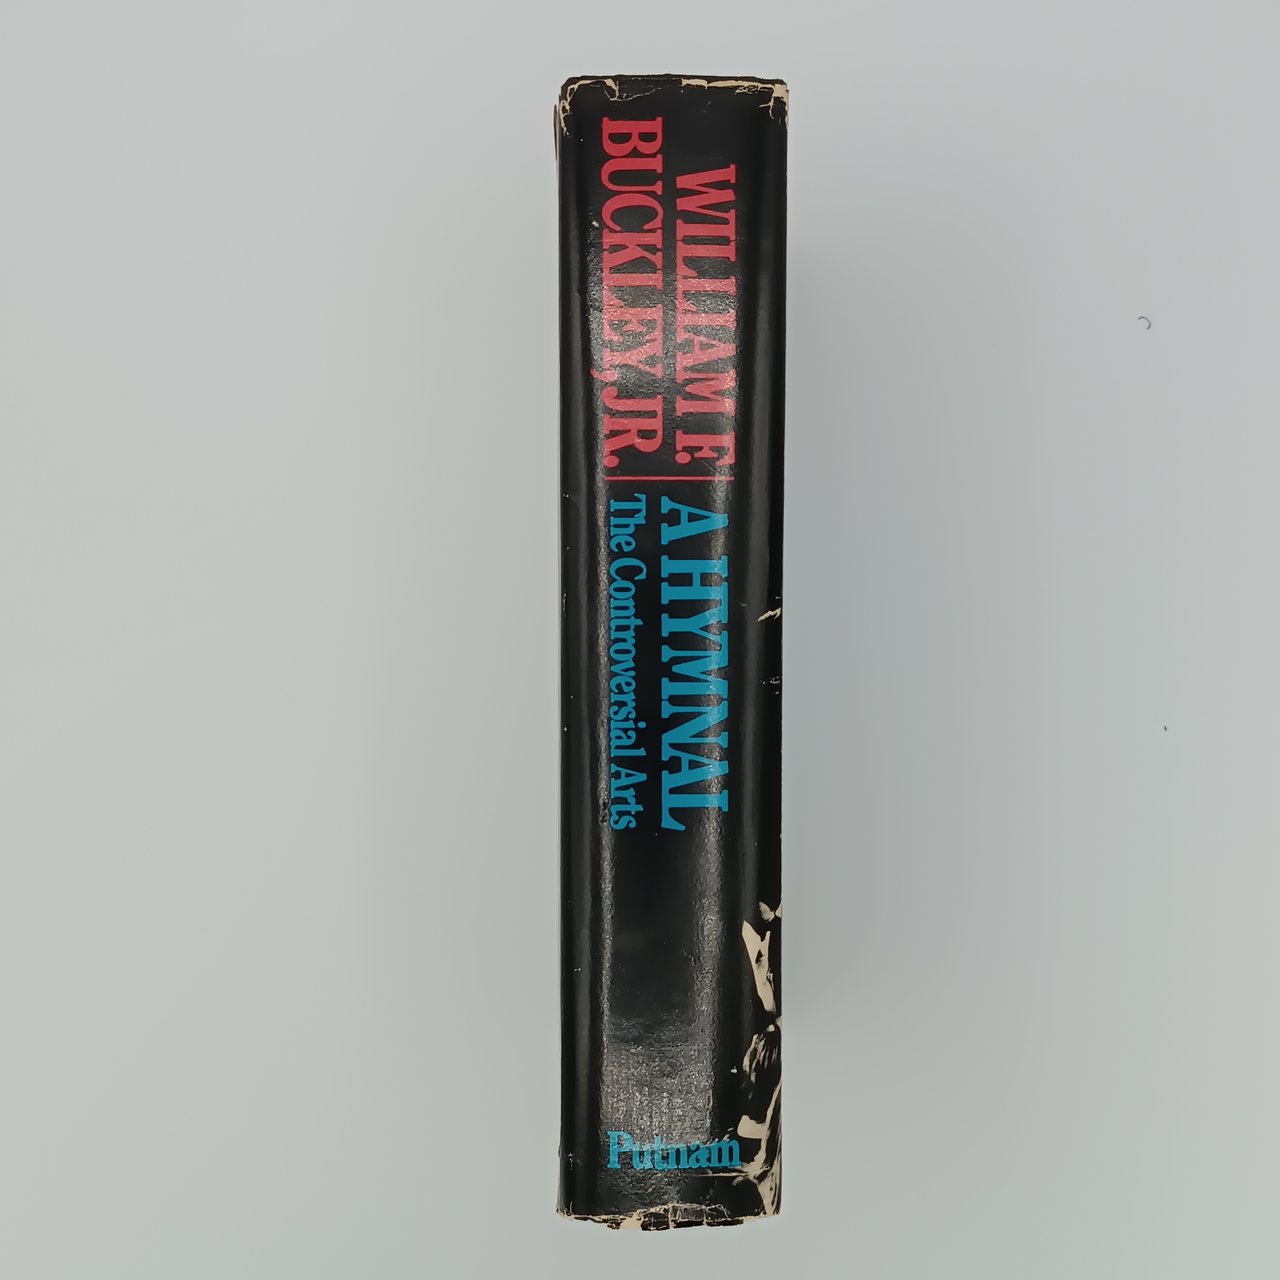 WILLIAM F.
BUCKLEY, JR.
A HYMNAL
The Controversial Arts
Putnam